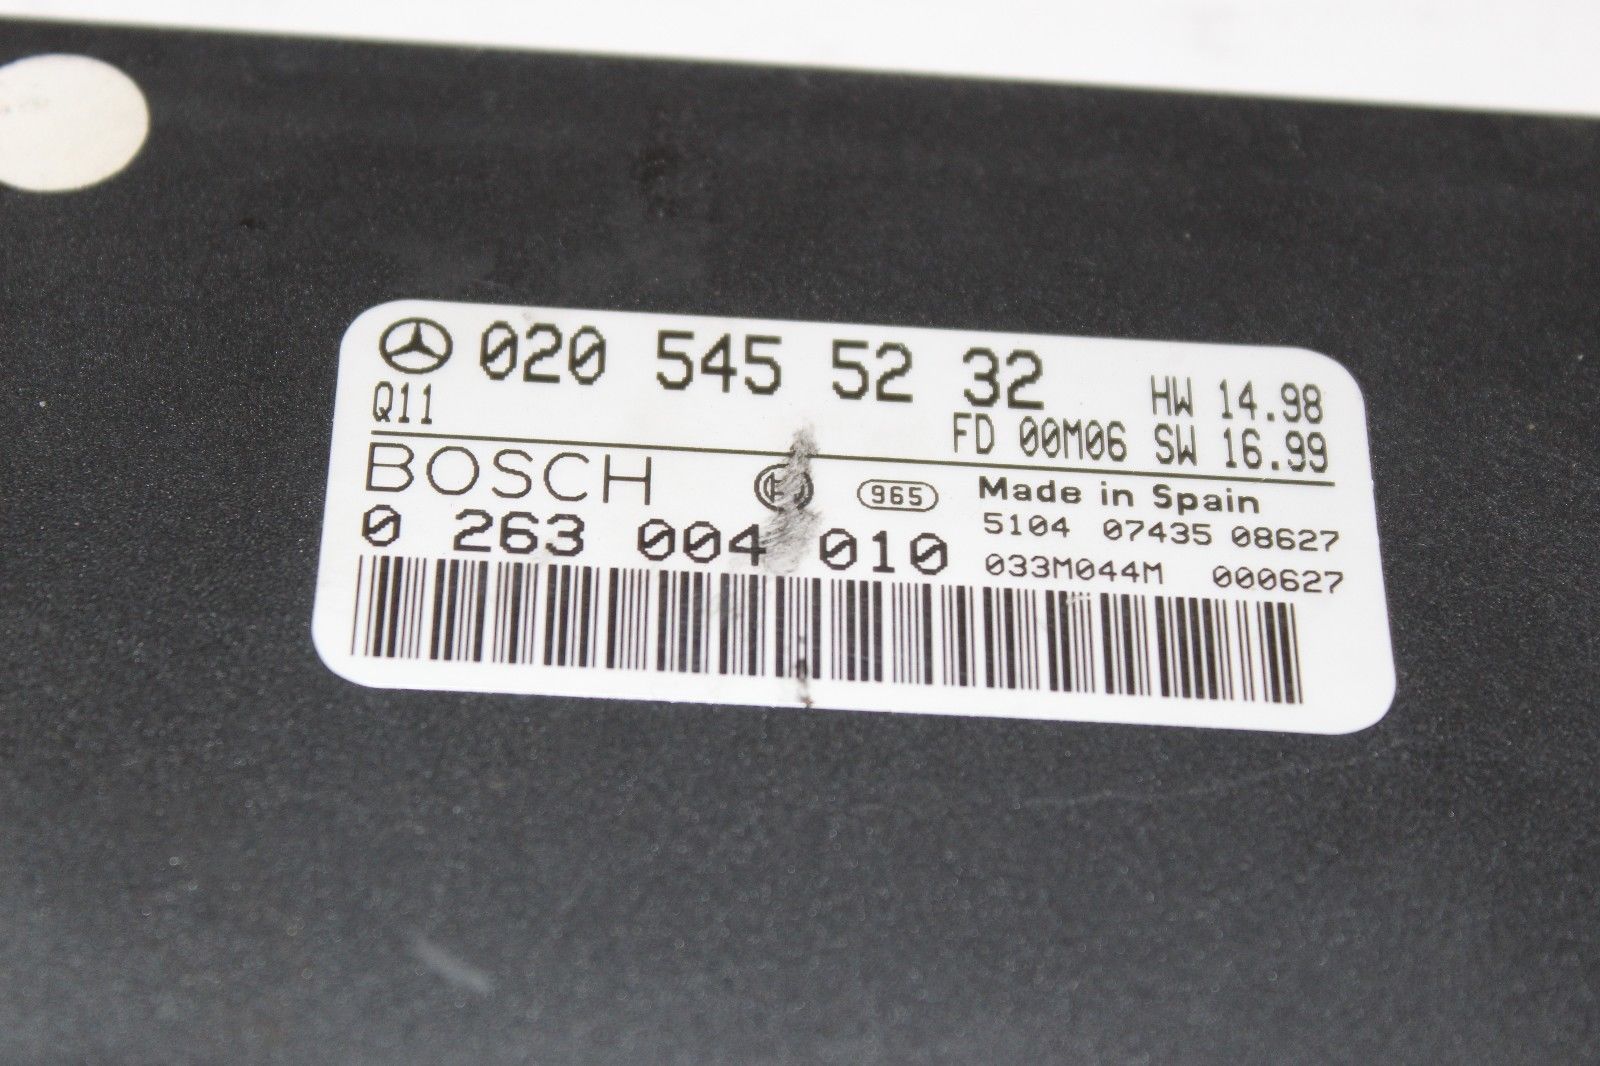 020 545 52 32
HW 14.98
Q11
FD 00M06 SW 16.99
BOSCH
965
Made in Spain
5104 07435 08627
0 263 004 010
033M044M 000627